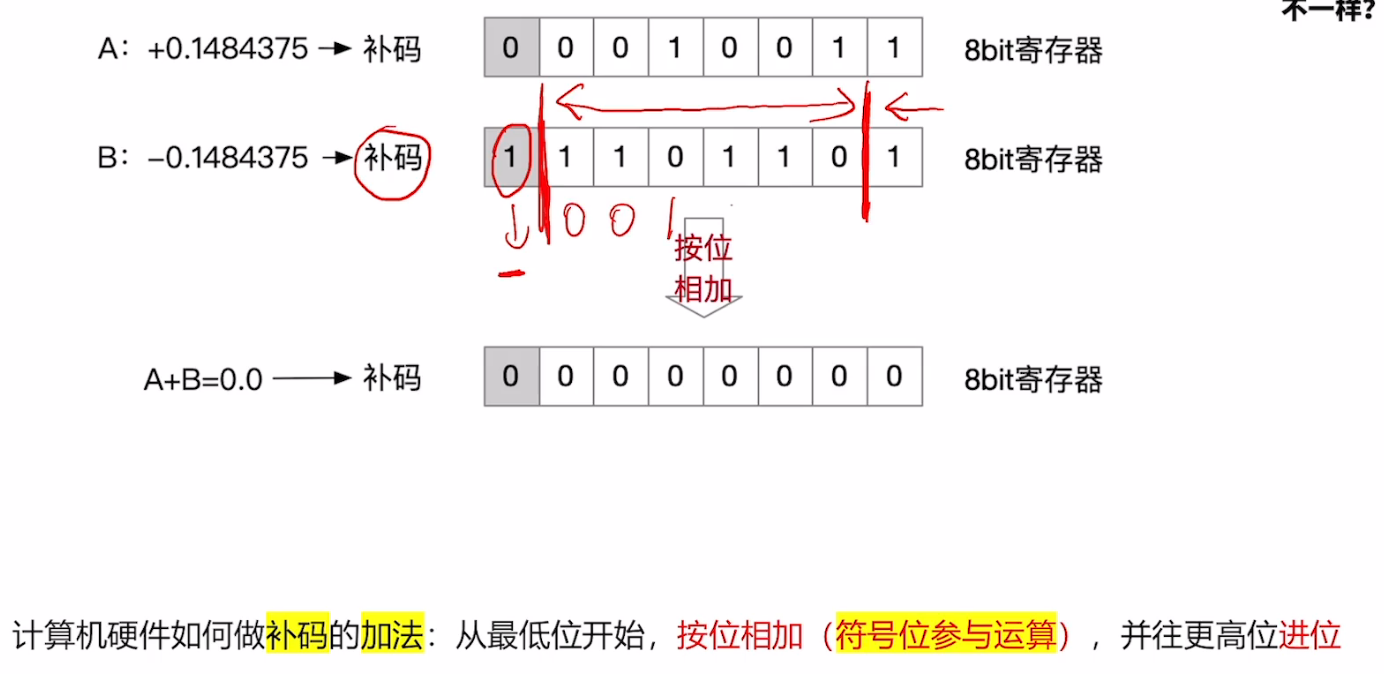 不一样？
A：+0.1484375 → 补码 0 0 0 1 0 0 1 1 8bit寄存器
B：−0.1484375 → 补码 1 1 1 0 1 1 0 1 8bit寄存器
0 0 1
按位
相加
A+B=0.0 → 补码 0 0 0 0 0 0 0 0 8bit寄存器
计算机硬件如何做补码的加法：从最低位开始，按位相加（符号位参与运算），并往更高位进位